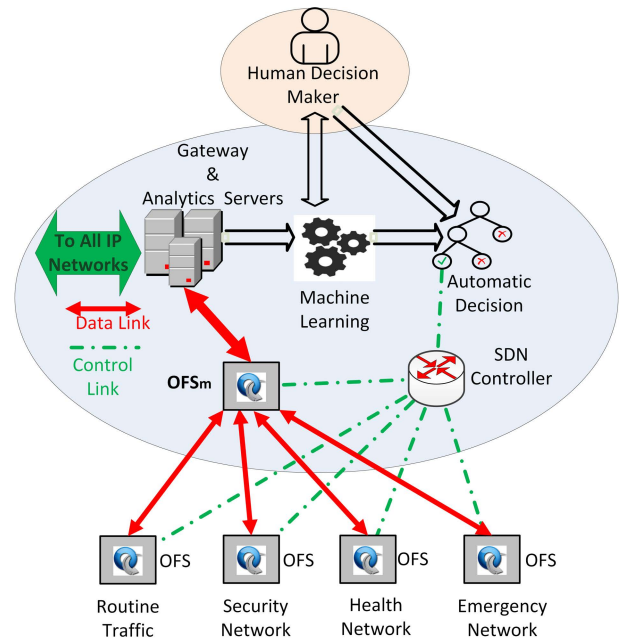 Human Decision
Maker
Gateway
&
Analytics Servers
To All IP
Networks
Machine
Learning
Automatic
Decision
Data Link
Control
Link
OFSm
SDN
Controller
OFS
OFS
OFS
OFS
Routine
Traffic
Security
Network
Health
Network
Emergency
Network